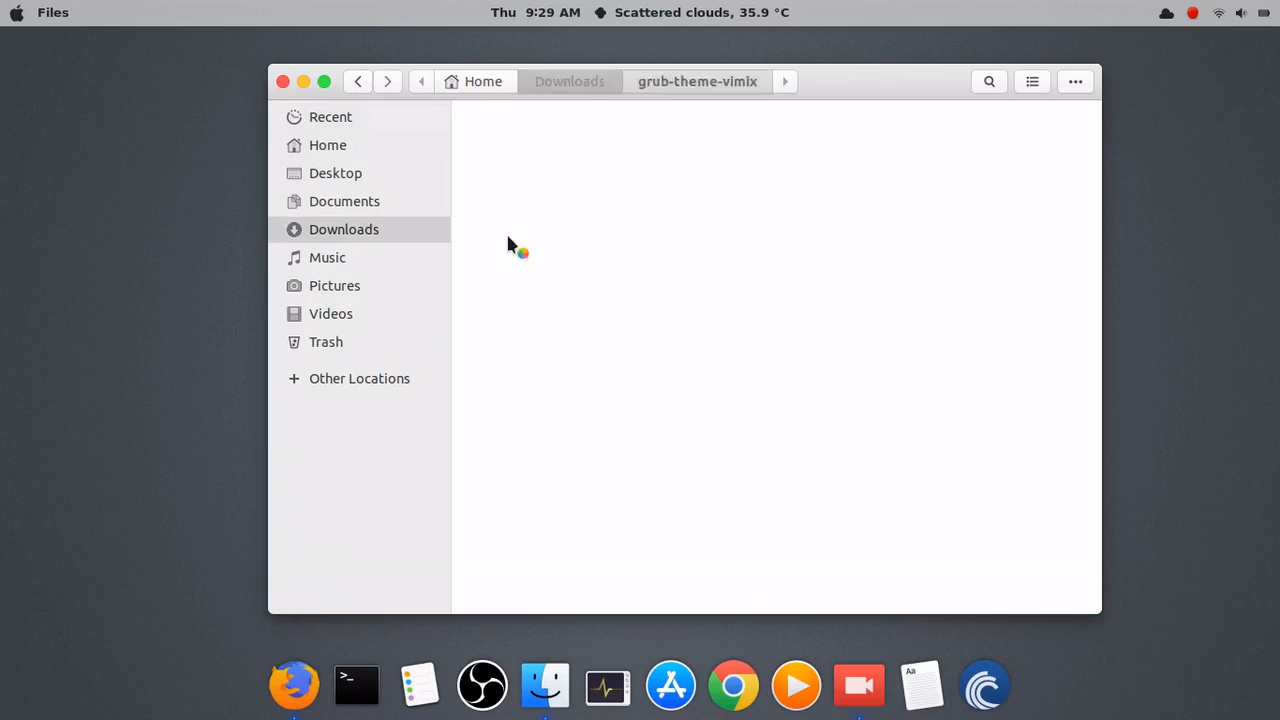 Files
Thu 9:29 AM Scattered clouds, 35.9 °C
Home Downloads grub-theme-vimix
Recent
Home
Desktop
Documents
Downloads
Music
Pictures
Videos
Trash
+ Other Locations
>_
Aa